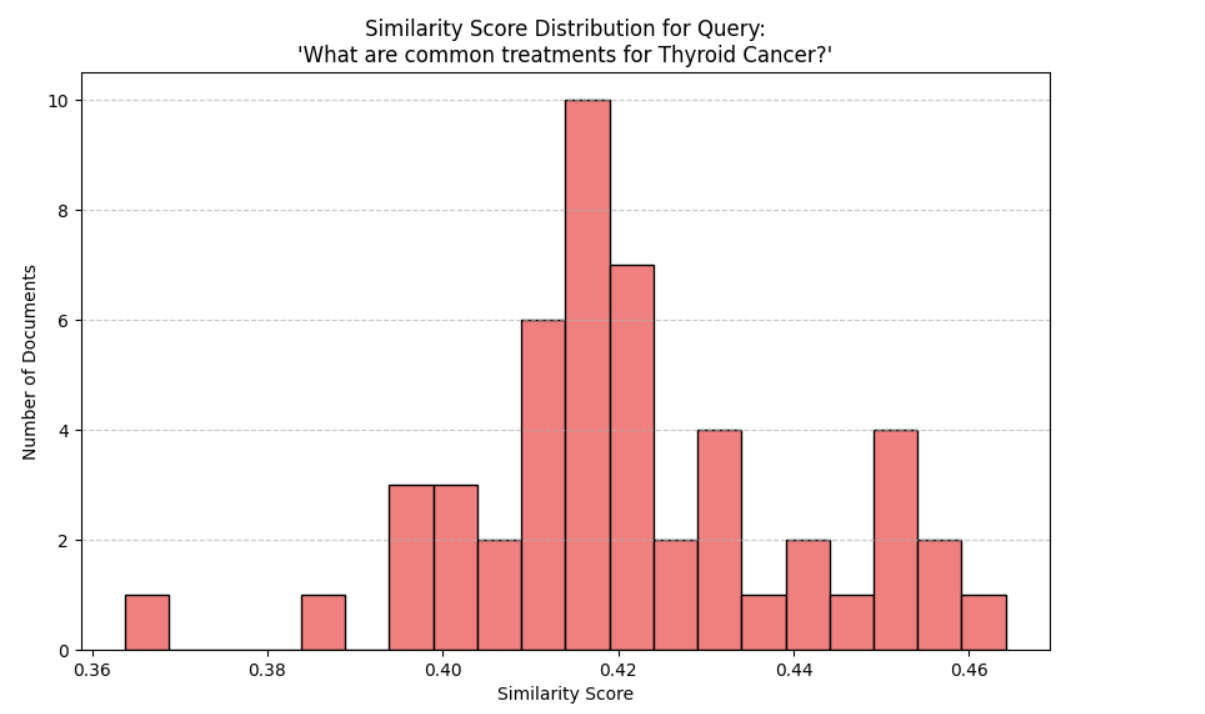 Similarity Score Distribution for Query:
'What are common treatments for Thyroid Cancer?'
10
8
6
4
2
0
Number of Documents
0.36 0.38 0.40 0.42 0.44 0.46
Similarity Score